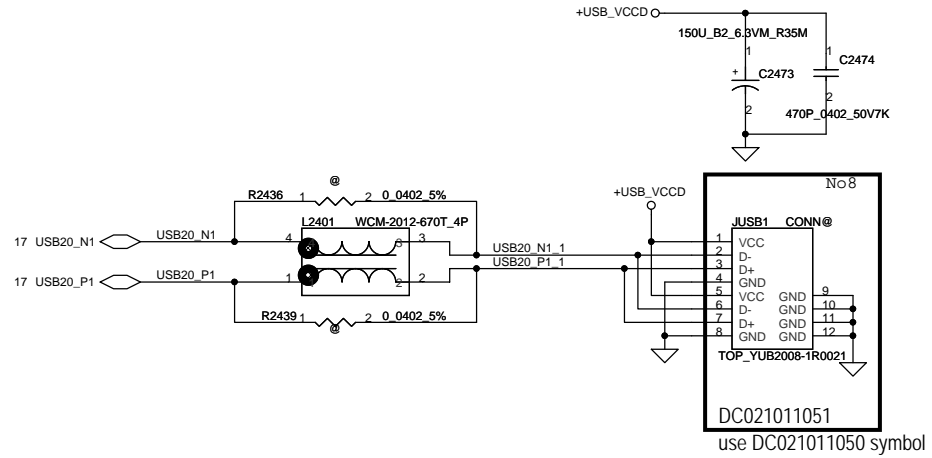 +USB_VCCD
150U_B2_6.3VM_R35M
1
1
C2474
+
C2473
2
2
470P_0402_50V7K
@
R2436 1 2 0_0402_5%
L2401 WCM-2012-670T_4P
17 USB20_N1 USB20_N1 4 3 3 USB20_N1_1
17 USB20_P1 USB20_P1 1 2 2 USB20_P1_1
R2439 1 2 0_0402_5%
@
+USB_VCCD
No8
JUSB1 CONN@
1 VCC
2 D-
3 D+
4 GND
5 VCC GND 9
6 D- GND 10
7 D+ GND 11
8 GND GND 12
TOP_YUB2008-1R0021
DC021011051
use DC021011050 symbol